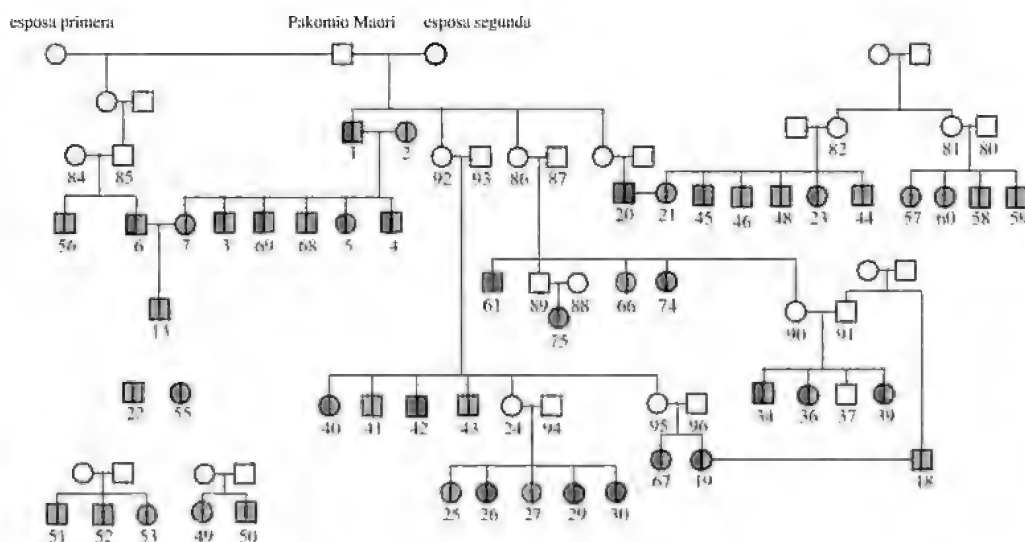 esposa primera Pakomio Maori esposa segunda
82 81 80
1 2
84 85 92 93 86 87
20 21 45 46 48 23 44 57 60 58 59
56 6 7 3 69 68 5 4
61 89 88 66 74
75
13 90 91
22 55 40 41 42 43 24 94 95 96 34 36 37 39
67 19 18
25 26 27 29 30
51 52 53 49 50